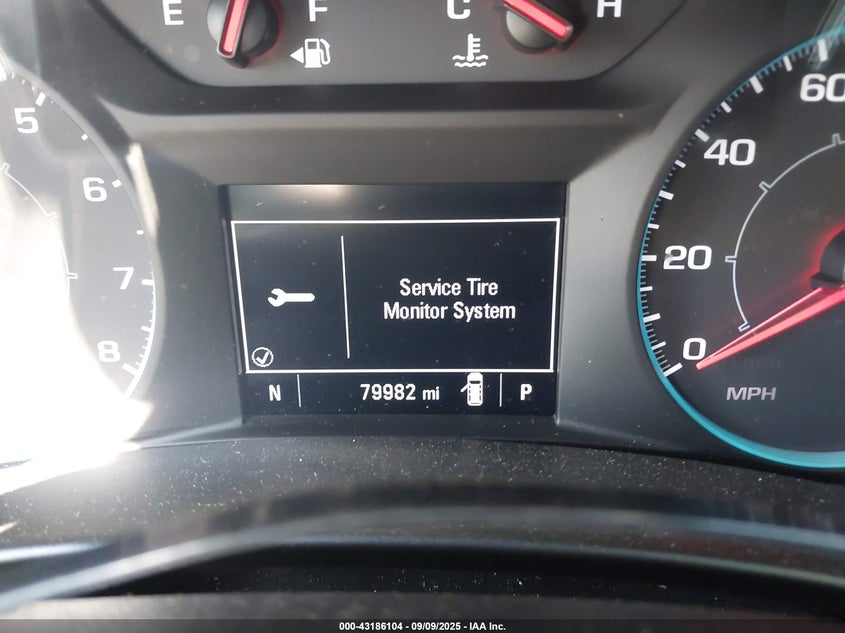 E F C H
5
6
7
8
Service Tire
Monitor System
N 79982 mi P
60
40
20
0
MPH
000-43186104 - 09/09/2025 - IAA Inc.